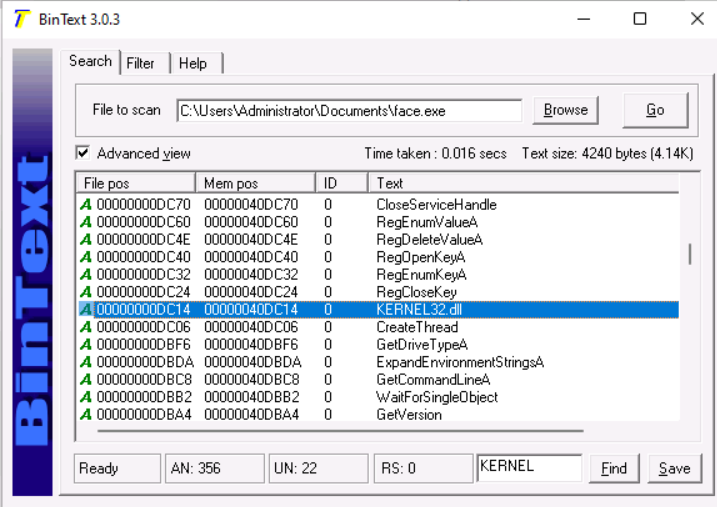 BinText 3.0.3
Search Filter Help
File to scan C:\Users\Administrator\Documents\face.exe Browse Go
Advanced view Time taken : 0.016 secs Text size: 4240 bytes (4.14K)
File pos Mem pos ID Text
A 00000000DC70 00000040DC70 0 CloseServiceHandle
A 00000000DC60 00000040DC60 0 RegEnumValueA
A 00000000DC4E 00000040DC4E 0 RegDeleteValueA
A 00000000DC40 00000040DC40 0 RegOpenKeyA
A 00000000DC32 00000040DC32 0 RegEnumKeyA
A 00000000DC24 00000040DC24 0 RegCloseKey
A 00000000DC14 00000040DC14 0 KERNEL32.dll
A 00000000DC06 00000040DC06 0 CreateThread
A 00000000DBF6 00000040DBF6 0 GetDriveTypeA
A 00000000DBDA 00000040DBDA 0 ExpandEnvironmentStringsA
A 00000000DBC8 00000040DBC8 0 GetCommandLineA
A 00000000DBB2 00000040DBB2 0 WaitForSingleObject
A 00000000DBA4 00000040DBA4 0 GetVersion
Ready AN: 356 UN: 22 RS: 0 KERNEL Find Save
BinText